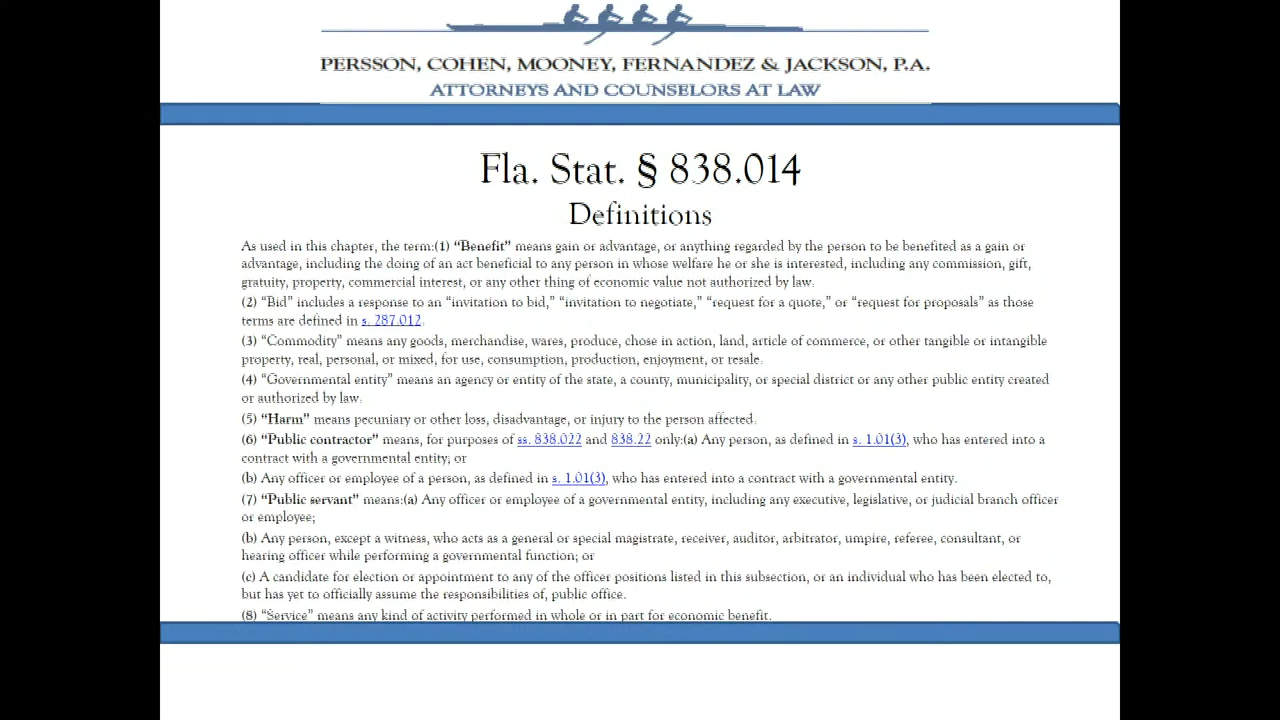 PERSSON, COHEN, MOONEY, FERNANDEZ & JACKSON, P.A.
ATTORNEYS AND COUNSELORS AT LAW
Fla. Stat. § 838.014
Definitions
As used in this chapter, the term:(1) “Benefit” means gain or advantage, or anything regarded by the person to be benefited as a gain or
advantage, including the doing of an act beneficial to any person in whose welfare he or she is interested, including any commission, gift,
gratuity, property, commercial interest, or any other thing of economic value not authorized by law.
(2) “Bid” includes a response to an “invitation to bid,” “invitation to negotiate,” “request for a quote,” or “request for proposals” as those
terms are defined in s. 287.012.
(3) “Commodity” means any goods, merchandise, wares, produce, chose in action, land, article of commerce, or other tangible or intangible
property, real, personal, or mixed, for use, consumption, production, enjoyment, or resale.
(4) “Governmental entity” means an agency or entity of the state, a county, municipality, or special district or any other public entity created
or authorized by law.
(5) “Harm” means pecuniary or other loss, disadvantage, or injury to the person affected.
(6) “Public contractor” means, for purposes of ss. 838.022 and 838.22 only:(a) Any person, as defined in s. 1.01(3), who has entered into a
contract with a governmental entity; or
(b) Any officer or employee of a person, as defined in s. 1.01(3), who has entered into a contract with a governmental entity.
(7) “Public servant” means:(a) Any officer or employee of a governmental entity, including any executive, legislative, or judicial branch officer
or employee;
(b) Any person, except a witness, who acts as a general or special magistrate, receiver, auditor, arbitrator, umpire, referee, consultant, or
hearing officer while performing a governmental function; or
(c) A candidate for election or appointment to any of the officer positions listed in this subsection, or an individual who has been elected to,
but has yet to officially assume the responsibilities of, public office.
(8) “Service” means any kind of activity performed in whole or in part for economic benefit.